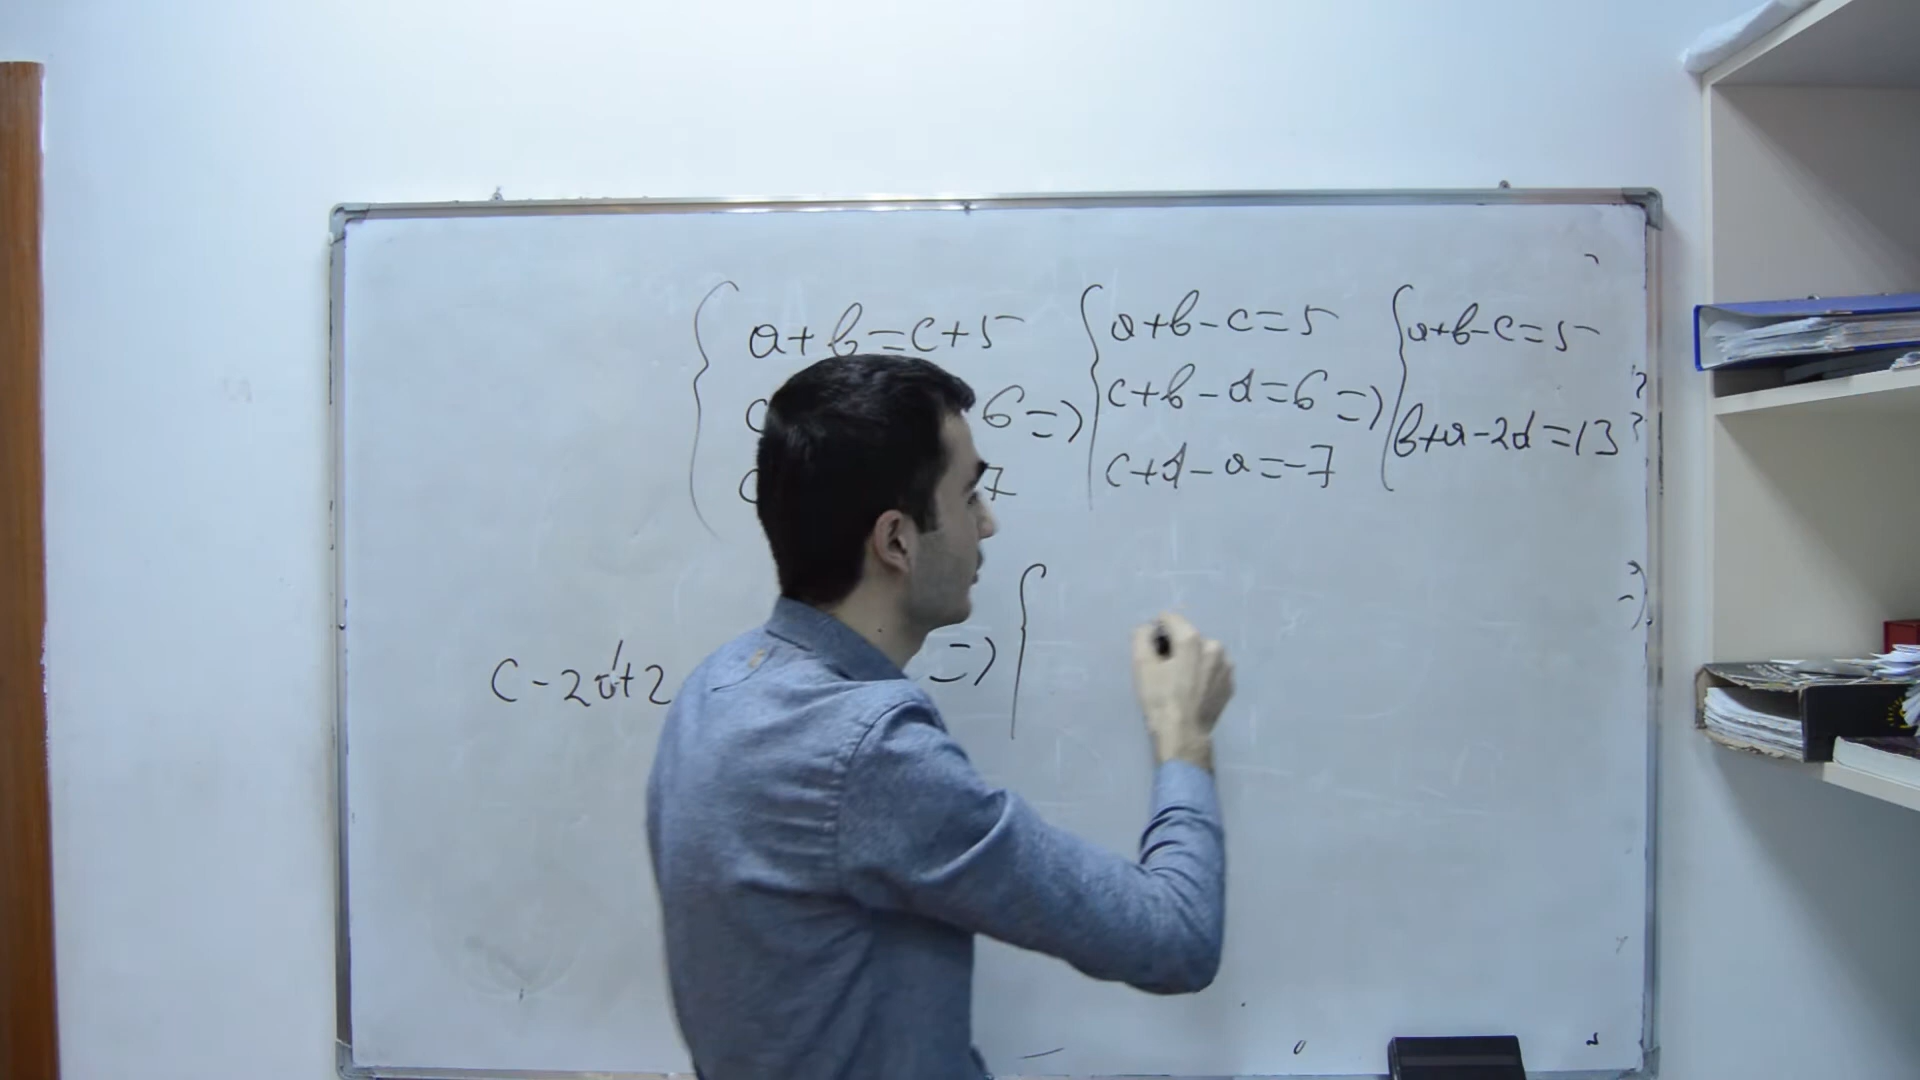 a+b=c+5
6=>
7
a+b-c=5
c+b-d=6=>
c+d-a=-7
a+b-c=5
b+a-2d=13
c-2d+2
=>